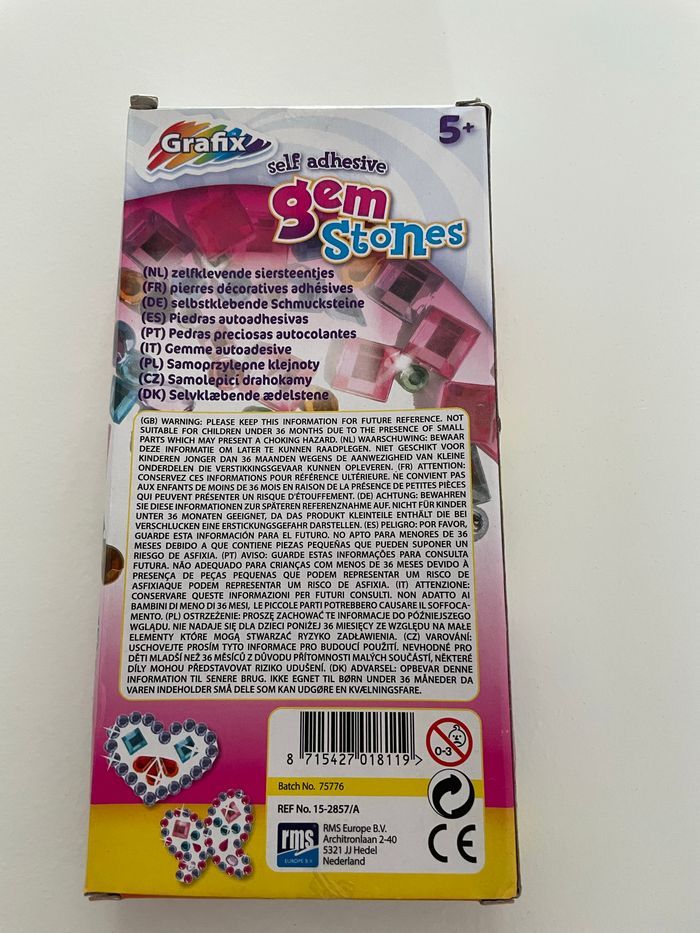 Grafix
5+
self adhesive
gem
stones
(NL) zelfklevende siersteentjes
(FR) pierres décoratives adhésives
(DE) selbstklebende Schmucksteine
(ES) Piedras autoadhesivas
(PT) Pedras preciosas autocolantes
(IT) Gemme autoadesive
(PL) Samoprzylepne klejnoty
(CZ) Samolepici drahokamy
(DK) Selvklæbende ædelstene
(GB) WARNING: PLEASE KEEP THIS INFORMATION FOR FUTURE REFERENCE. NOT
SUITABLE FOR CHILDREN UNDER 36 MONTHS DUE TO THE PRESENCE OF SMALL
PARTS WHICH MAY PRESENT A CHOKING HAZARD. (NL) WAARSCHUWING: BEWAAR
DEZE INFORMATIE OM LATER TE KUNNEN RAADPLEGEN. NIET GESCHIKT VOOR
KINDEREN JONGER DAN 36 MAANDEN WEGENS DE AANWEZIGHEID VAN KLEINE
ONDERDELEN DIE VERSTIKKINGSGEVAAR KUNNEN OPLEVEREN. (FR) ATTENTION:
CONSERVEZ CES INFORMATIONS POUR RÉFÉRENCE ULTÉRIEURE. NE CONVIENT PAS
AUX ENFANTS DE MOINS DE 36 MOIS EN RAISON DE LA PRÉSENCE DE PETITES PIÈCES
QUI PEUVENT PRÉSENTER UN RISQUE D'ÉTOUFFEMENT. (DE) ACHTUNG: BEWAHREN
SIE DIESE INFORMATIONEN ZUR SPÄTEREN REFERENZNAHME AUF. NICHT FÜR KINDER
UNTER 36 MONATEN GEEIGNET, DA DAS PRODUKT KLEINTEILE ENTHÄLT DIE BEI
VERSCHLUCKEN EINE ERSTICKUNGSGEFAHR DARSTELLEN. (ES) PELIGRO: POR FAVOR,
GUARDE ESTA INFORMACIÓN PARA EL FUTURO. NO APTO PARA MENORES DE 36
MESES DEBIDO A QUE CONTIENE PIEZAS PEQUEÑAS QUE PUEDEN SUPONER UN
RIESGO DE ASFIXIA. (PT) AVISO: GUARDE ESTAS INFORMAÇÕES PARA CONSULTA
FUTURA. NÃO ADEQUADO PARA CRIANÇAS COM MENOS DE 36 MESES DEVIDO À
PRESENÇA DE PEÇAS PEQUENAS QUE PODEM REPRESENTAR UM RISCO DE
ASFIXIAQUE PODEM REPRESENTAR UM RISCO DE ASFIXIA. (IT) ATTENZIONE:
CONSERVARE QUESTE INFORMAZIONI PER FUTURI CONSULTI. NON ADATTO AI
BAMBINI DI MENO DI 36 MESI, LE PICCOLE PARTI POTREBBERO CAUSARE IL SOFFOCA-
MENTO. (PL) OSTRZEŻENIE: PROSZĘ ZACHOWAĆ TE INFORMACJE DO PÓŹNIEJSZEGO
WGLĄDU. NIE NADAJE SIĘ DLA DZIECI PONIŻEJ 36 MIESIĘCY ZE WZGLĘDU NA MAŁE
ELEMENTY KTÓRE MOGĄ STWARZAĆ RYZYKO ZADŁAWIENIA. (CZ) VAROVÁNÍ:
USCHOVEJTE PROSÍM TYTO INFORMACE PRO BUDOUCÍ POUŽITÍ. NEVHODNÉ PRO
DĚTI MLADŠÍ NEŽ 36 MĚSÍCŮ Z DŮVODU PŘÍTOMNOSTI MALÝCH SOUČÁSTÍ, NĚKTERÉ
DÍLY MOHOU PŘEDSTAVOVAT RIZIKO UDUŠENÍ. (DK) ADVARSEL: OPBEVAR DENNE
INFORMATION TIL SENERE BRUG. IKKE EGNET TIL BØRN UNDER 36 MÅNEDER DA
VAREN INDEHOLDER SMÅ DELE SOM KAN UDGØRE EN KVÆLNINGSFARE.
8 715427 018119 >
0-3
Batch No. 75776
REF No. 15-2857/A
rms
EUROPE B.V.
RMS Europe B.V.
Architronlaan 2-40
5321 JJ Hedel
Nederland
CE